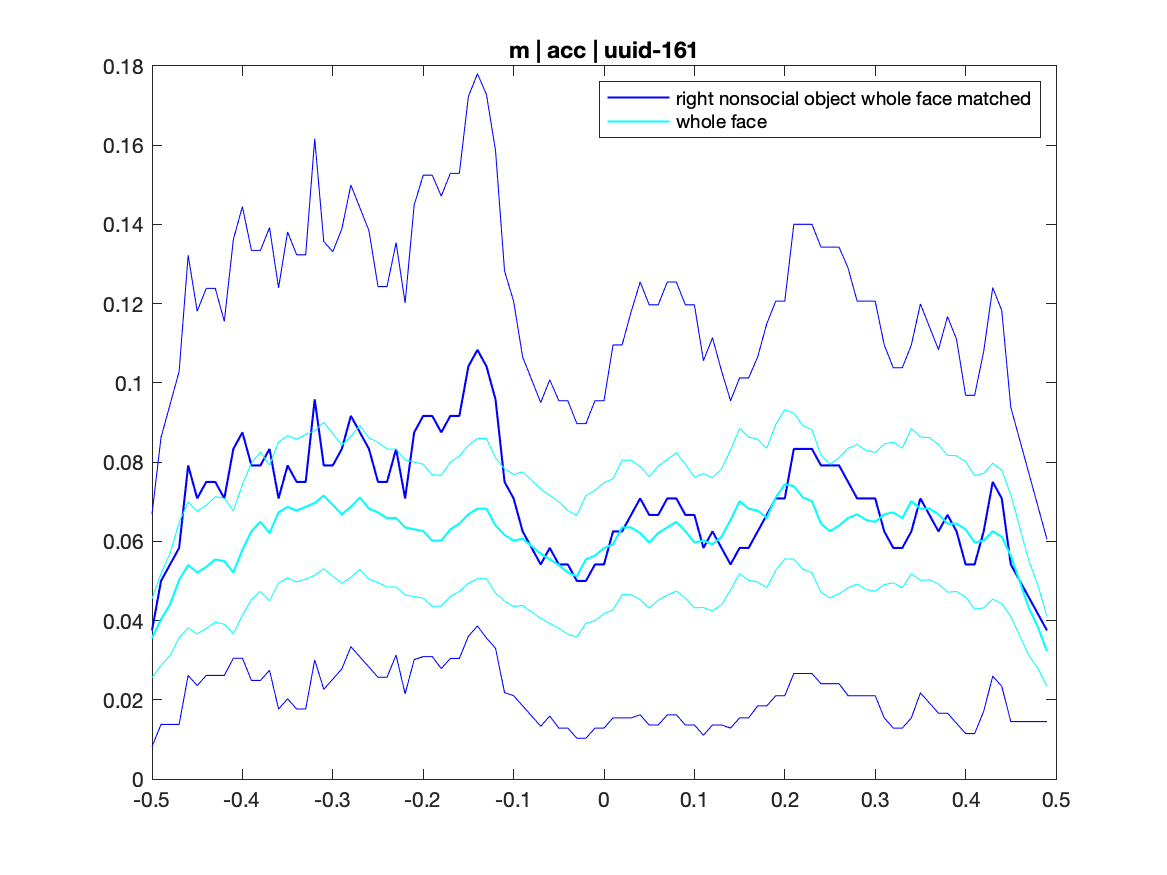 m | acc | uuid-161
right nonsocial object whole face matched
whole face
0.18
0.16
0.14
0.12
0.1
0.08
0.06
0.04
0.02
0
-0.5 -0.4 -0.3 -0.2 -0.1 0 0.1 0.2 0.3 0.4 0.5